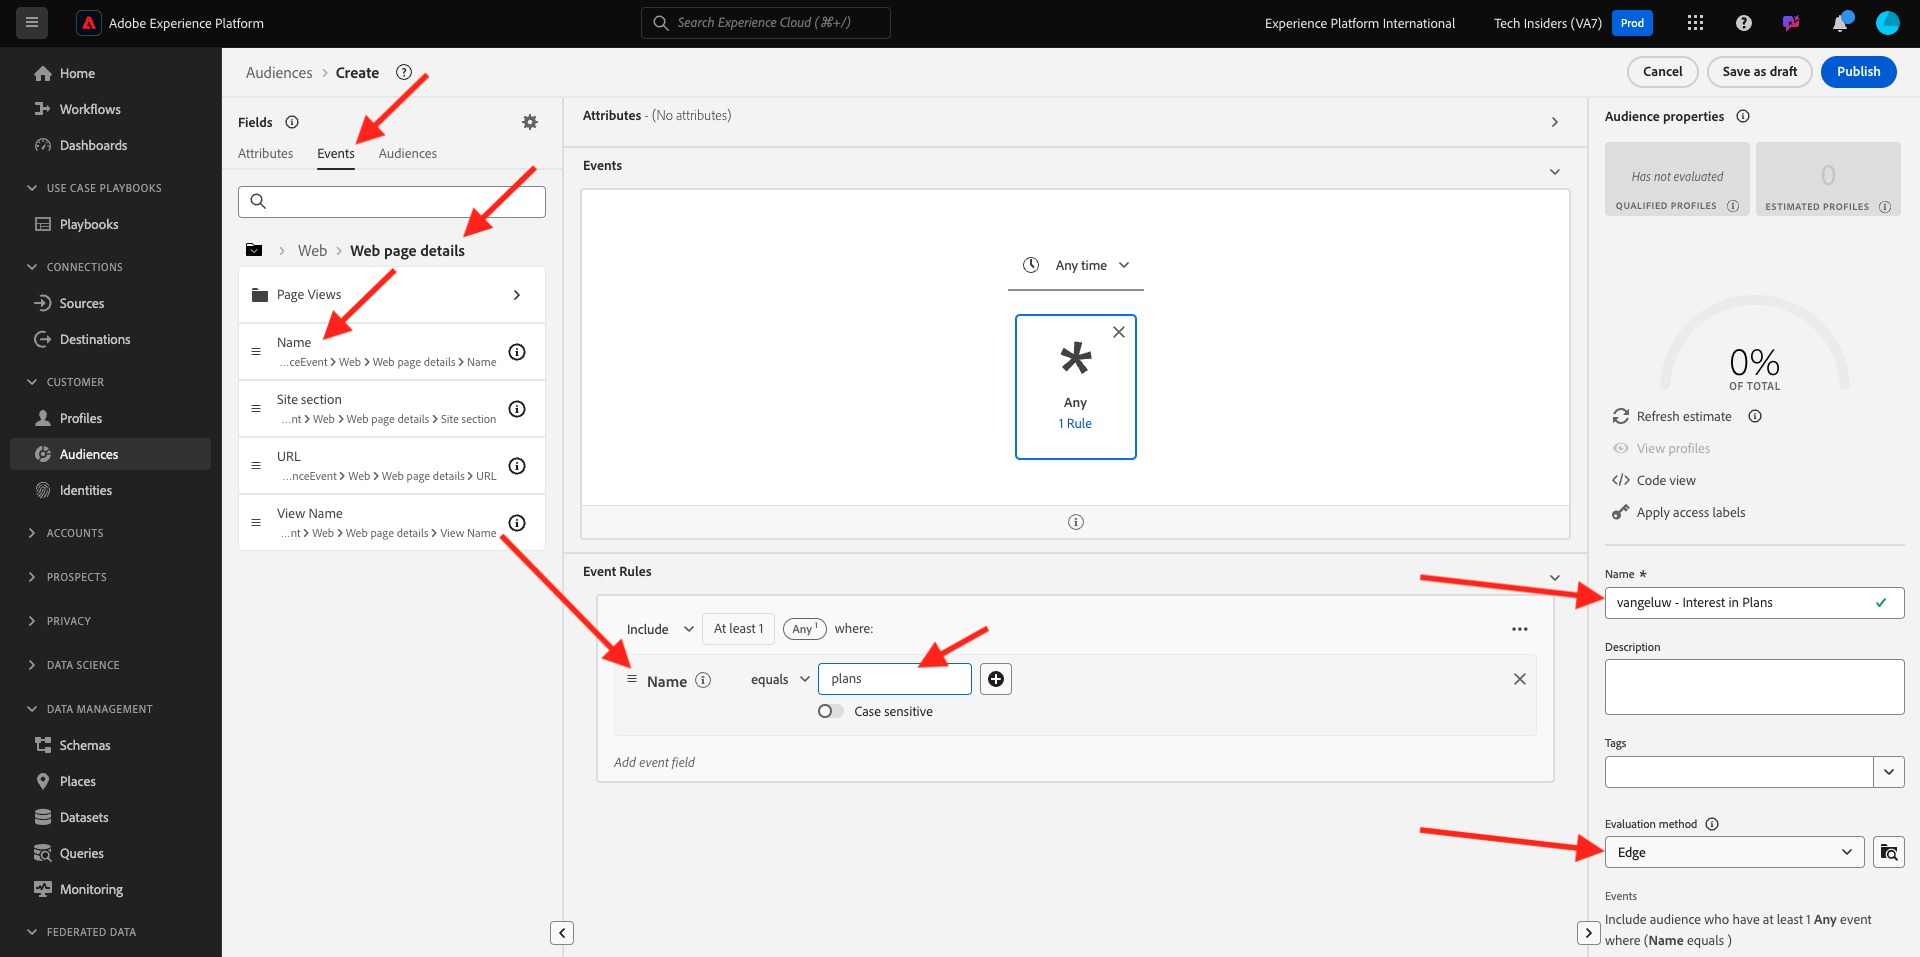 Adobe Experience Platform
Search Experience Cloud (⌘+/)
Experience Platform International
Tech Insiders (VA7)
Prod
Home
Workflows
Dashboards
USE CASE PLAYBOOKS
Playbooks
CONNECTIONS
Sources
Destinations
CUSTOMER
Profiles
Audiences
Identities
ACCOUNTS
PROSPECTS
PRIVACY
DATA SCIENCE
DATA MANAGEMENT
Schemas
Places
Datasets
Queries
Monitoring
FEDERATED DATA
Audiences > Create
Cancel
Save as draft
Publish
Fields
Attributes
Events
Audiences
> Web > Web page details
Page Views
Name
...ceEvent > Web > Web page details > Name
Site section
...nt > Web > Web page details > Site section
URL
...nceEvent > Web > Web page details > URL
View Name
...nt > Web > Web page details > View Name
Attributes - (No attributes)
Events
Any time
Any
1 Rule
Event Rules
Include
At least 1
Any 1
where:
Name
equals
plans
Case sensitive
Add event field
Audience properties
Has not evaluated
QUALIFIED PROFILES
0
ESTIMATED PROFILES
0%
OF TOTAL
Refresh estimate
View profiles
</> Code view
Apply access labels
Name *
vangeluw - Interest in Plans
Description
Tags
Evaluation method
Edge
Events
Include audience who have at least 1 Any event
where (Name equals )